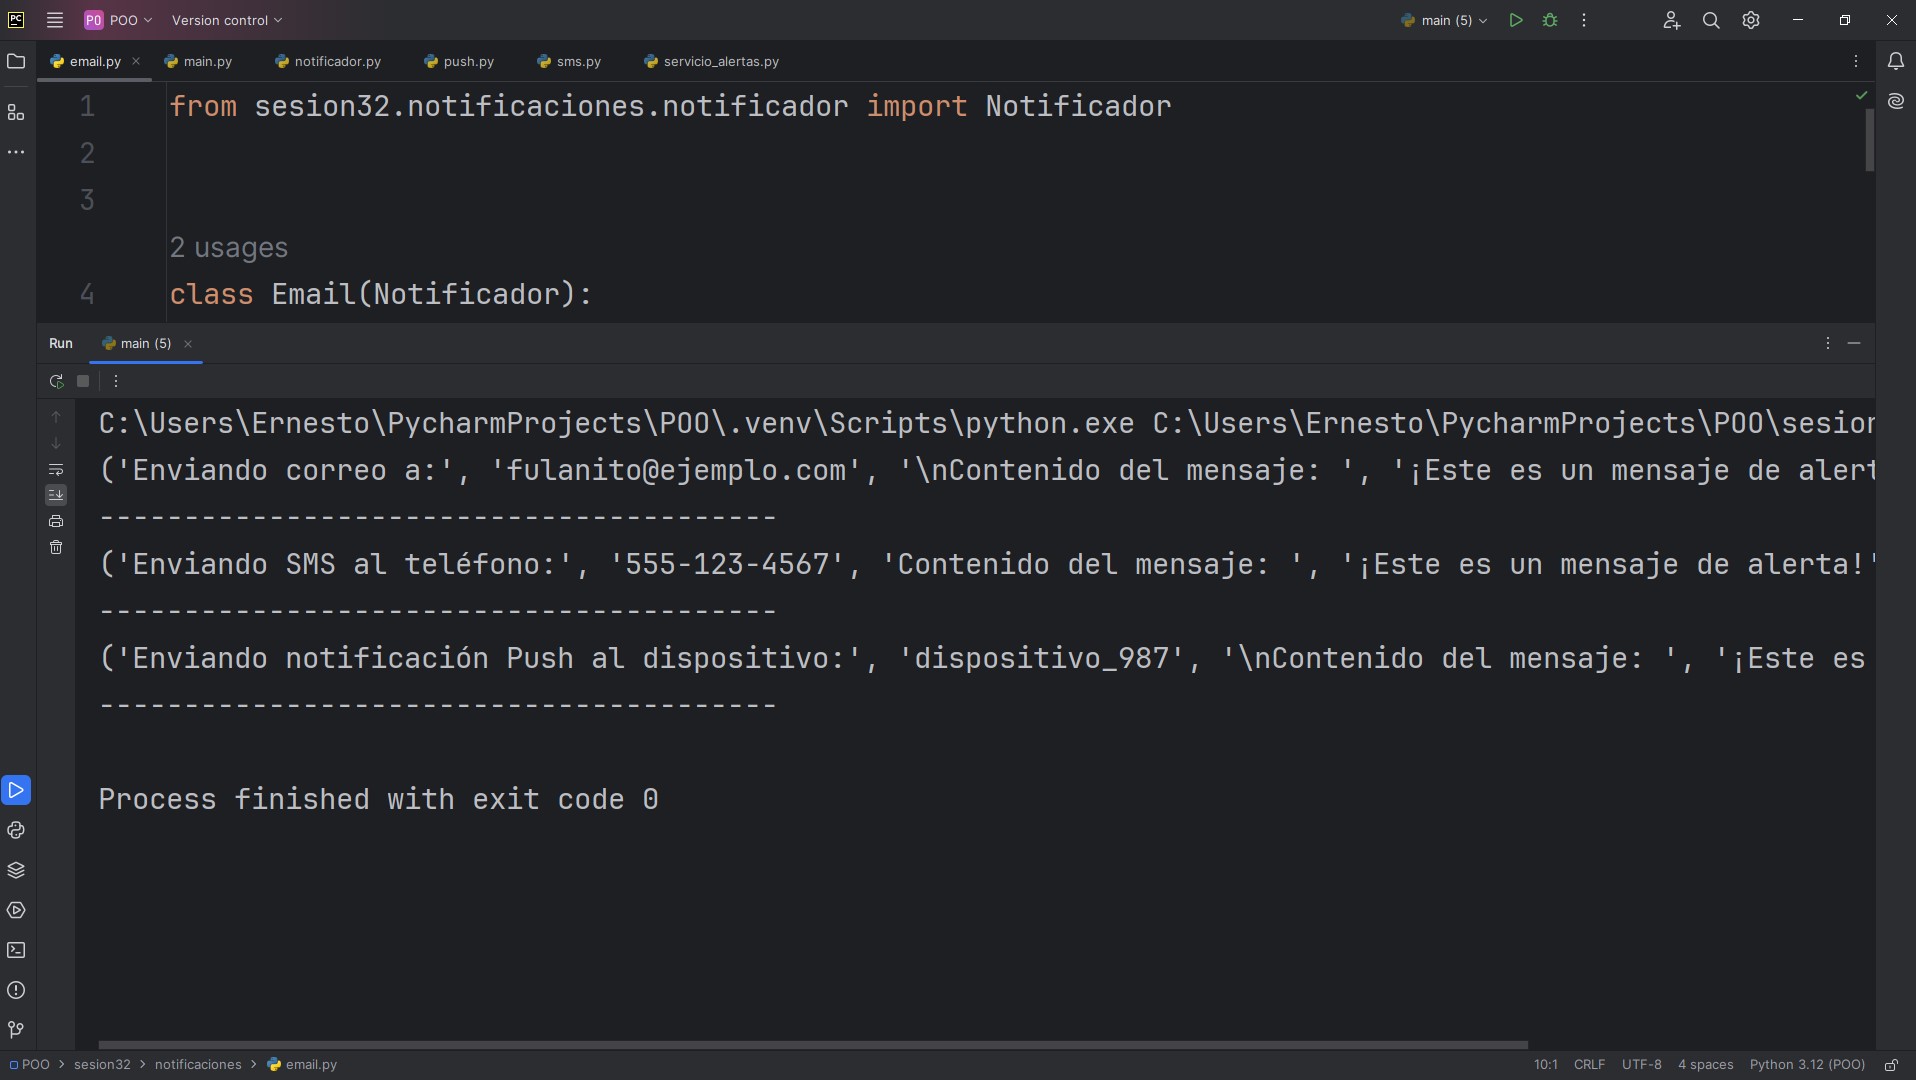 PC PO POO Version control main (5)
email.py main.py notificador.py push.py sms.py servicio_alertas.py
1 from sesion32.notificaciones.notificador import Notificador
2
3
2 usages
4 class Email(Notificador):
Run main (5)
C:\Users\Ernesto\PycharmProjects\POO\.venv\Scripts\python.exe C:\Users\Ernesto\PycharmProjects\POO\sesion
('Enviando correo a:', 'fulanito@ejemplo.com', '\nContenido del mensaje: ', '¡Este es un mensaje de alert
----------------------------------------
('Enviando SMS al teléfono:', '555-123-4567', 'Contenido del mensaje: ', '¡Este es un mensaje de alerta!'
----------------------------------------
('Enviando notificación Push al dispositivo:', 'dispositivo_987', '\nContenido del mensaje: ', '¡Este es
----------------------------------------
Process finished with exit code 0
POO > sesion32 > notificaciones > email.py 10:1 CRLF UTF-8 4 spaces Python 3.12 (POO)